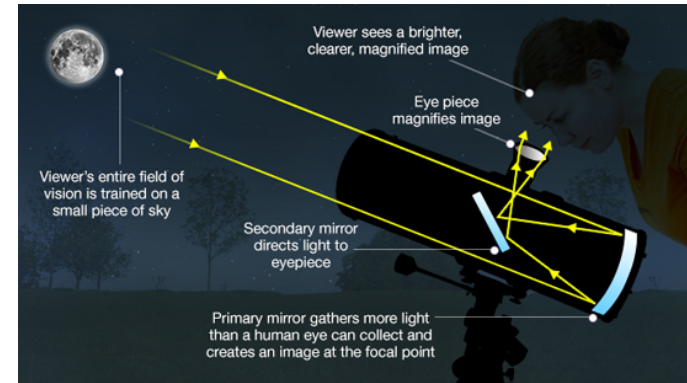 Viewer sees a brighter,
clearer, magnified image
Eye piece
magnifies image
Viewer's entire field of
vision is trained on a
small piece of sky
Secondary mirror
directs light to
eyepiece
Primary mirror gathers more light
than a human eye can collect and
creates an image at the focal point